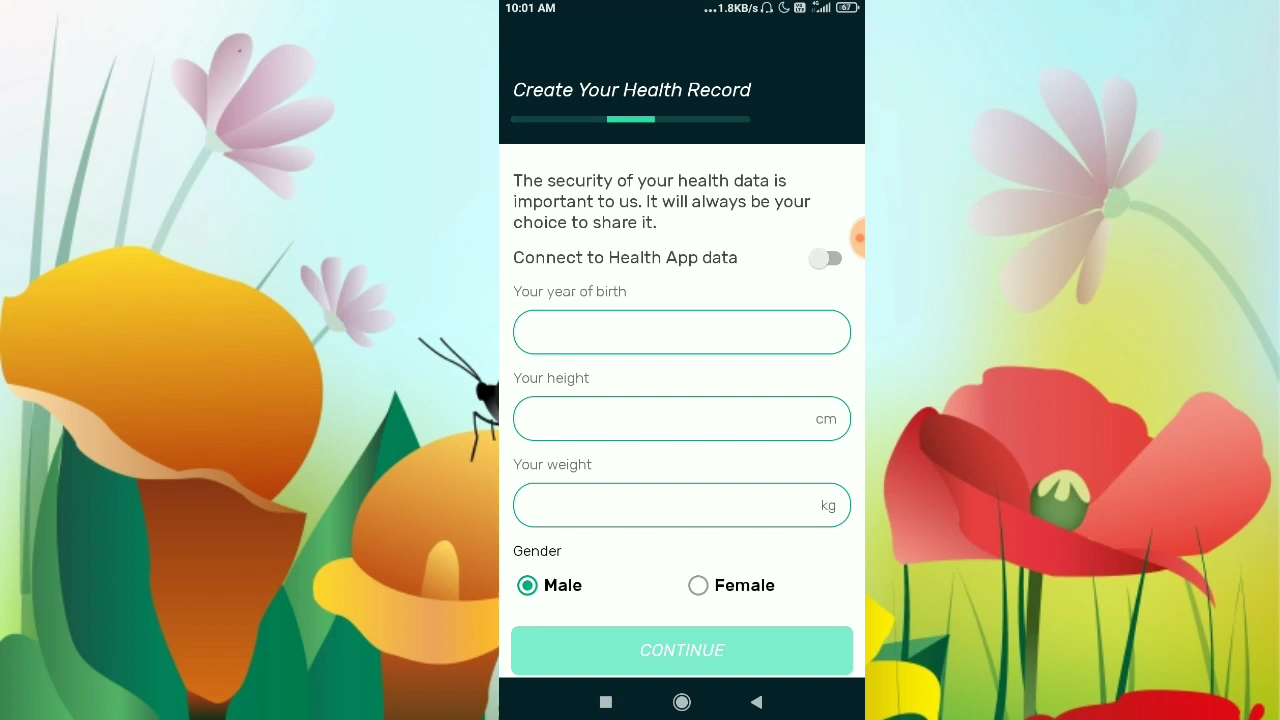 10:01 AM
...1.8KB/s 4G 67
Create Your Health Record
The security of your health data is
important to us. It will always be your
choice to share it.
Connect to Health App data
Your year of birth
Your height
cm
Your weight
kg
Gender
Male Female
CONTINUE